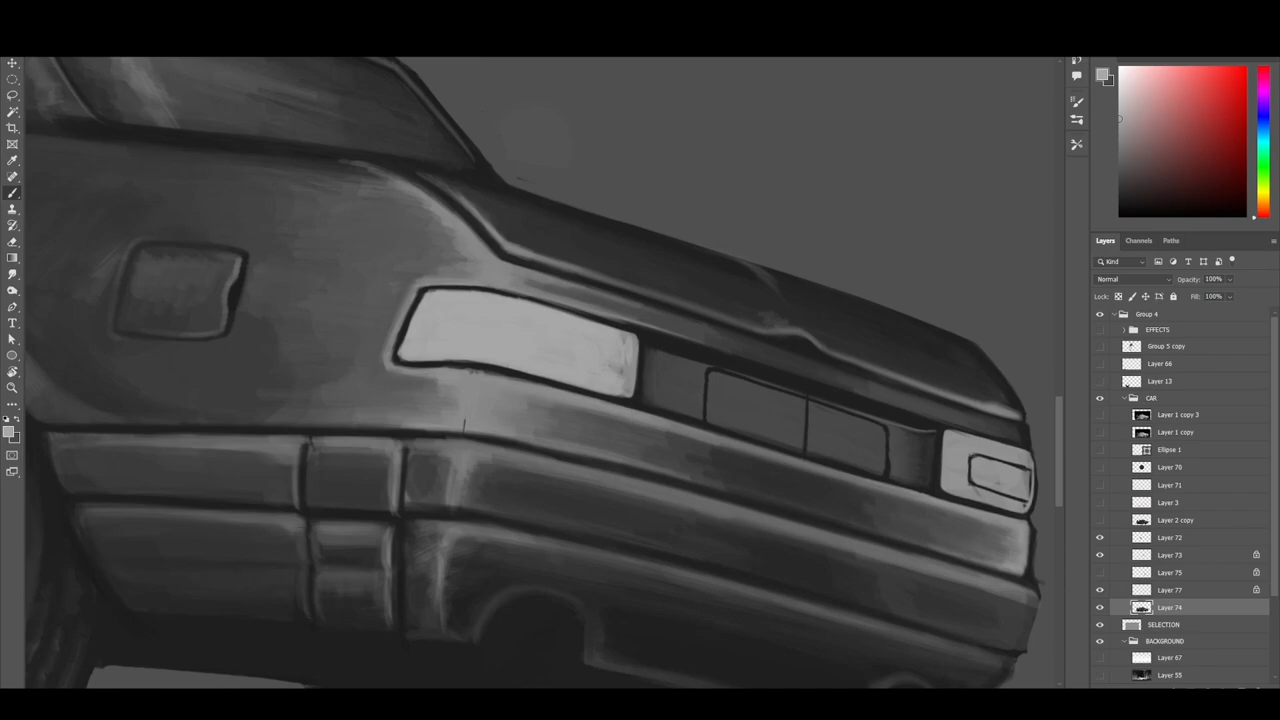 Layers Channels Paths
Kind
Normal Opacity: 100%
Lock: Fill: 100%
Group 4
EFFECTS
Group 5 copy
Layer 66
Layer 13
CAR
Layer 1 copy 3
Layer 1 copy
Ellipse 1
Layer 70
Layer 71
Layer 3
Layer 2 copy
Layer 72
Layer 73
Layer 75
Layer 77
Layer 74
SELECTION
BACKGROUND
Layer 67
Layer 55